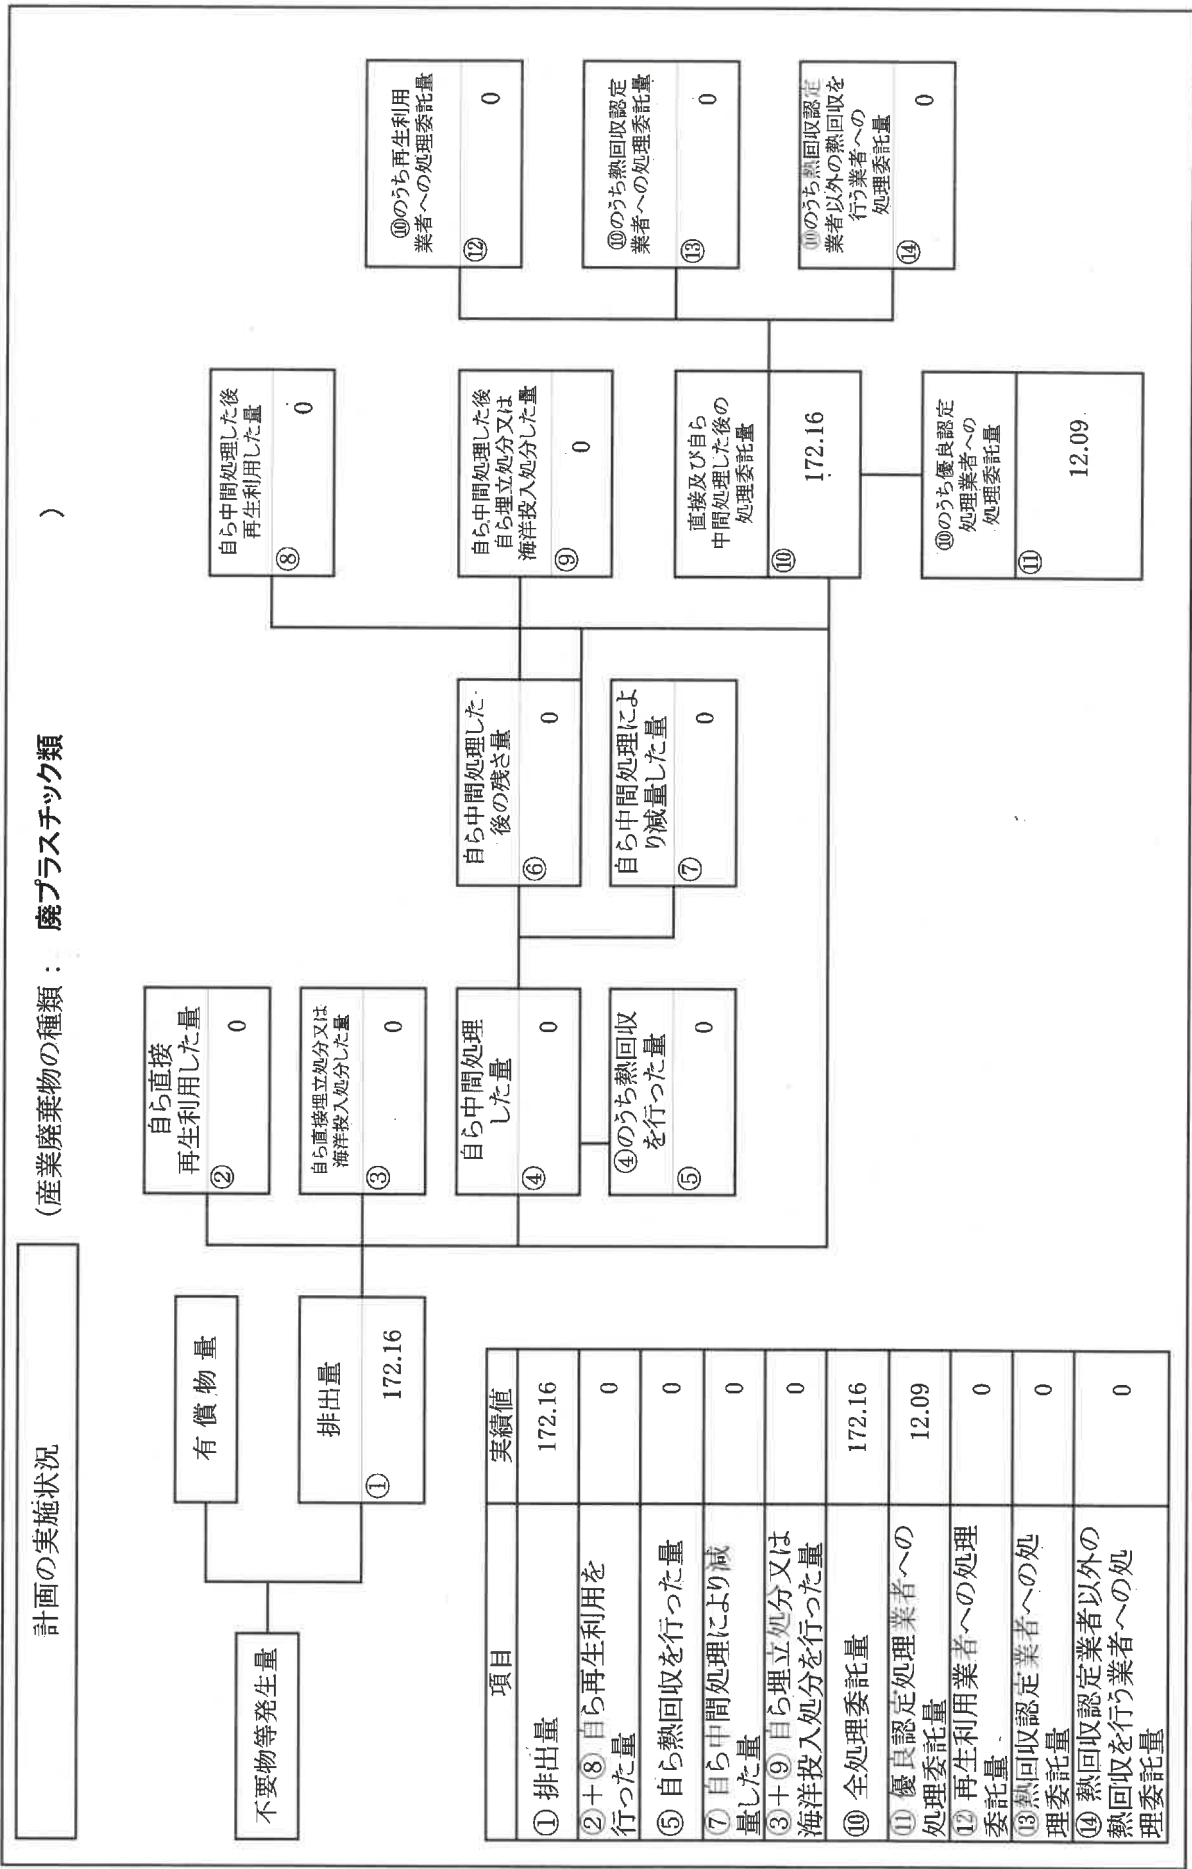 計画の実施状況
(産業廃棄物の種類： 廃プラスチック類 )
不要物等発生量
有償物量
排出量
① 172.16
自ら直接
再生利用した量
② 0
自ら直接埋立処分又は
海洋投入処分した量
③ 0
自ら中間処理
した量
④ 0
④のうち熱回収
を行った量
⑤ 0
自ら中間処理した
後の残さ量
⑥ 0
自ら中間処理によ
り減量した量
⑦ 0
自ら中間処理した後
再生利用した量
⑧ 0
自ら中間処理した後
自ら埋立処分又は
海洋投入処分した量
⑨ 0
直接及び自ら
中間処理した後の
処理委託量
⑩ 172.16
⑩のうち優良認定
処理業者への
処理委託量
⑪ 12.09
⑩のうち再生利用
業者への処理委託量
⑫ 0
⑩のうち熱回収認定
業者への処理委託量
⑬ 0
⑩のうち熱回収認定
業者以外の熱回収を
行う業者への
処理委託量
⑭ 0
項目 実績値
① 排出量 172.16
②+⑧ 自ら再生利用を
行った量 0
⑤ 自ら熱回収を行った量 0
⑦ 自ら中間処理により減
量した量 0
③+⑨ 自ら埋立処分又は
海洋投入処分を行った量 0
⑩ 全処理委託量 172.16
⑪ 優良認定処理業者への
処理委託量 12.09
⑫ 再生利用業者への処理
委託量 0
⑬熱回収認定業者への処
理委託量 0
⑭ 熱回収認定業者以外の
熱回収を行う業者への処
理委託量 0